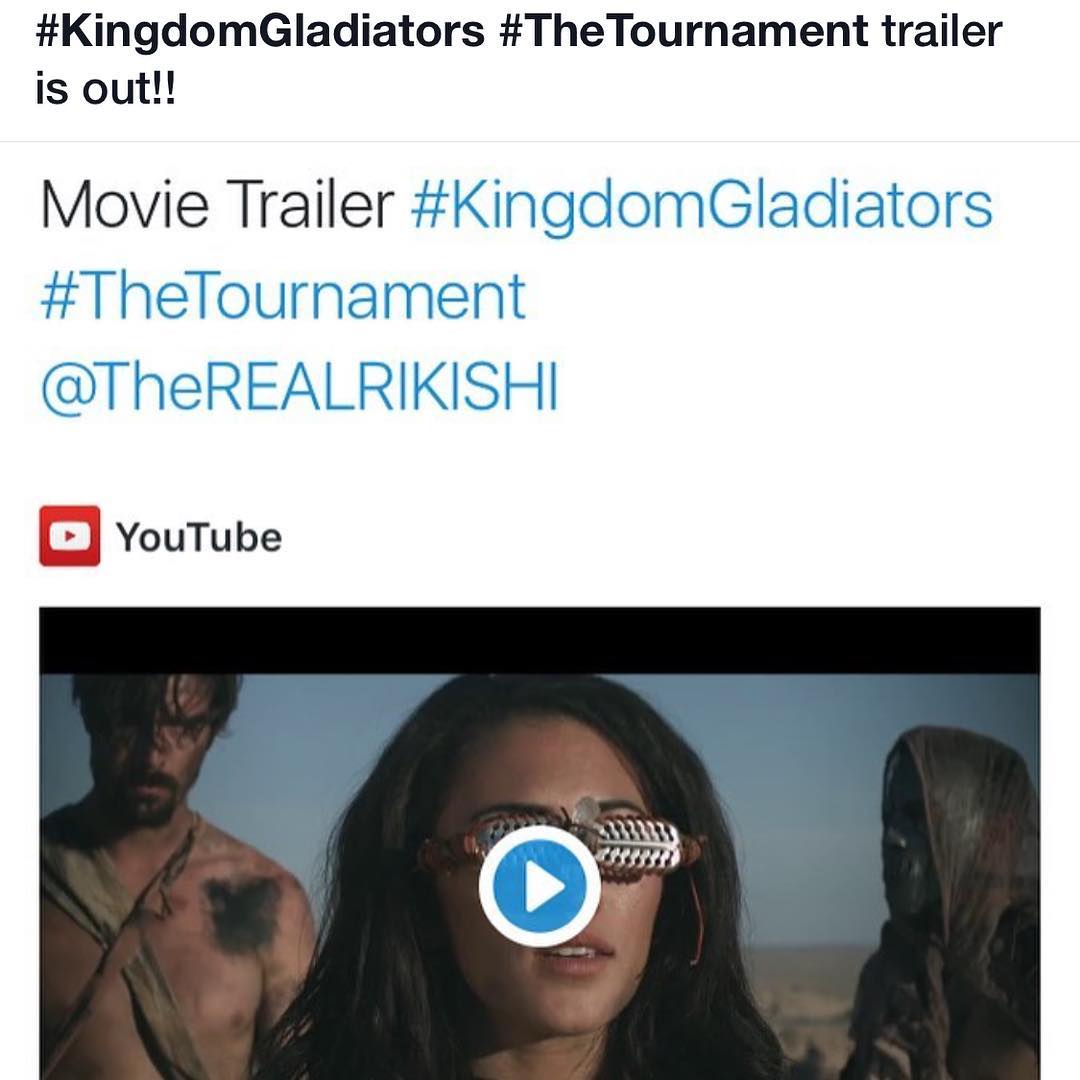 #KingdomGladiators #TheTournament trailer
is out!!
Movie Trailer #KingdomGladiators
#TheTournament
@TheREALRIKISHI
YouTube